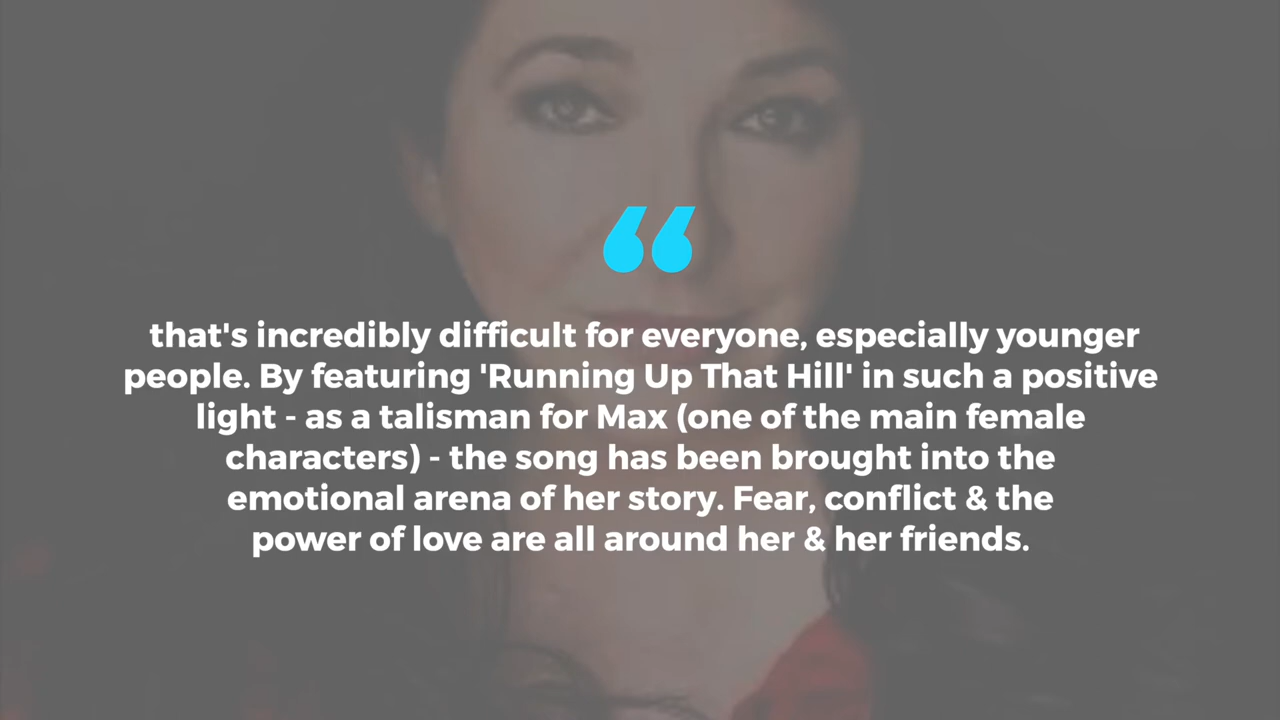 “
that's incredibly difficult for everyone, especially younger
people. By featuring 'Running Up That Hill' in such a positive
light - as a talisman for Max (one of the main female
characters) - the song has been brought into the
emotional arena of her story. Fear, conflict & the
power of love are all around her & her friends.